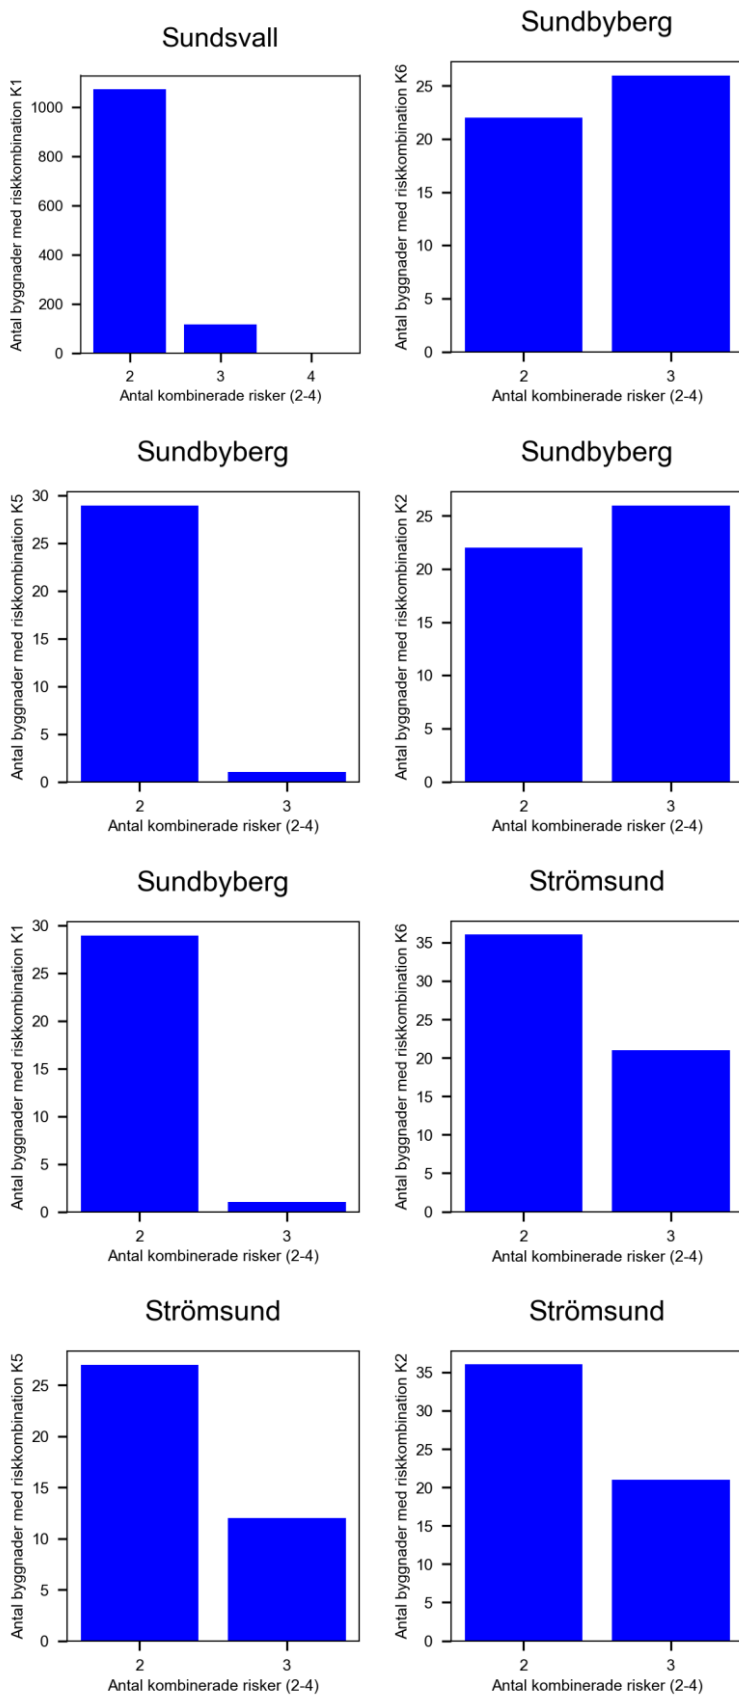 Sundsvall
Antal byggnader med riskkombination K1
1000
800
600
400
200
0
2 3 4
Antal kombinerade risker (2-4)
Sundbyberg
Antal byggnader med riskkombination K6
25
20
15
10
5
0
2 3
Antal kombinerade risker (2-4)
Sundbyberg
Antal byggnader med riskkombination K5
30
25
20
15
10
5
0
2 3
Antal kombinerade risker (2-4)
Sundbyberg
Antal byggnader med riskkombination K2
25
20
15
10
5
0
2 3
Antal kombinerade risker (2-4)
Sundbyberg
Antal byggnader med riskkombination K1
30
25
20
15
10
5
0
2 3
Antal kombinerade risker (2-4)
Strömsund
Antal byggnader med riskkombination K6
35
30
25
20
15
10
5
0
2 3
Antal kombinerade risker (2-4)
Strömsund
Antal byggnader med riskkombination K5
25
20
15
10
5
0
2 3
Antal kombinerade risker (2-4)
Strömsund
Antal byggnader med riskkombination K2
35
30
25
20
15
10
5
0
2 3
Antal kombinerade risker (2-4)